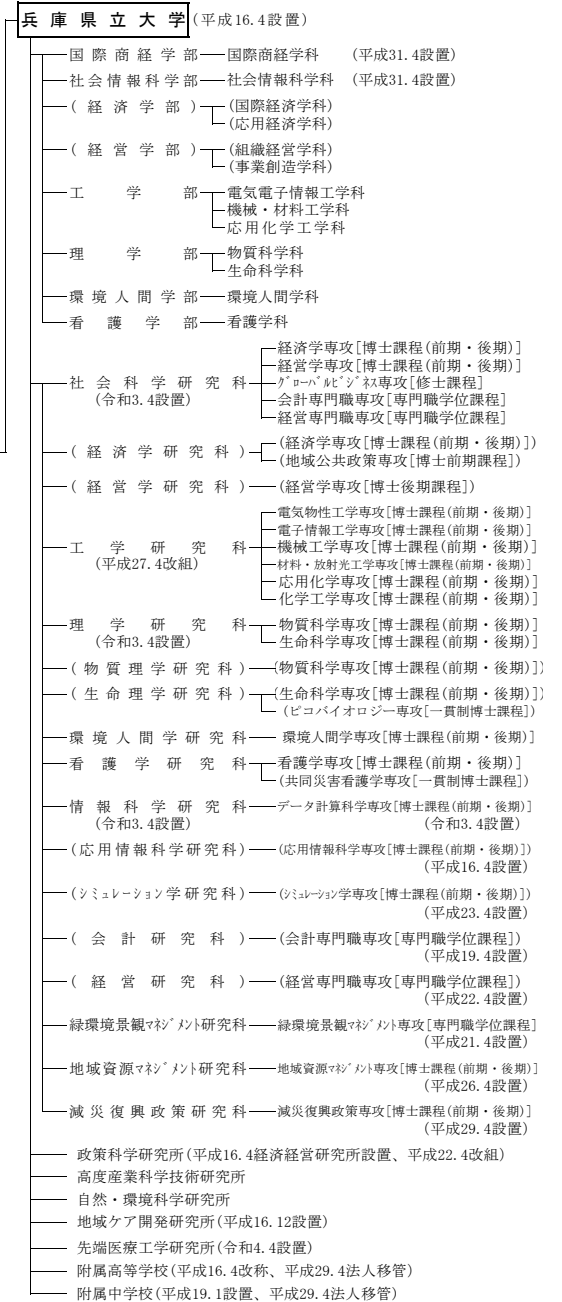 兵庫県立大学(平成16.4設置)
国際商経学部 国際商経学科 (平成31.4設置)
社会情報科学部 社会情報科学科 (平成31.4設置)
(経済学部) (国際経済学科)
(応用経済学科)
(経営学部) (組織経営学科)
(事業創造学科)
工学部 電気電子情報工学科
機械・材料工学科
応用化学工学科
理学部 物質科学科
生命科学科
環境人間学部 環境人間学科
看護学部 看護学科
経済学専攻[博士課程(前期・後期)]
経営学専攻[博士課程(前期・後期)]
社会科学研究科 グローバルビジネス専攻[修士課程]
(令和3.4設置) 会計専門職専攻[専門職学位課程]
経営専門職専攻[専門職学位課程]
(経済学研究科) (経済学専攻[博士課程(前期・後期)])
(地域公共政策専攻[博士前期課程])
(経営学研究科) (経営学専攻[博士後期課程])
電気物性工学専攻[博士課程(前期・後期)]
電子情報工学専攻[博士課程(前期・後期)]
工学研究科 機械工学専攻[博士課程(前期・後期)]
(平成27.4改組) 材料・放射光工学専攻[博士課程(前期・後期)]
応用化学専攻[博士課程(前期・後期)]
化学工学専攻[博士課程(前期・後期)]
理学研究科 物質科学専攻[博士課程(前期・後期)]
(令和3.4設置) 生命科学専攻[博士課程(前期・後期)]
(物質理学研究科) (物質科学専攻[博士課程(前期・後期)])
(生命理学研究科) (生命科学専攻[博士課程(前期・後期)])
(ピコバイオロジー専攻[一貫制博士課程])
環境人間学研究科 環境人間学専攻[博士課程(前期・後期)]
看護学研究科 看護学専攻[博士課程(前期・後期)]
(共同災害看護学専攻[一貫制博士課程])
情報科学研究科 データ計算科学専攻[博士課程(前期・後期)]
(令和3.4設置) (令和3.4設置)
(応用情報科学研究科) (応用情報科学専攻[博士課程(前期・後期)])
(平成16.4設置)
(シミュレーション学研究科) (シミュレーション学専攻[博士課程(前期・後期)])
(平成23.4設置)
(会計研究科) (会計専門職専攻[専門職学位課程])
(平成19.4設置)
(経営研究科) (経営専門職専攻[専門職学位課程])
(平成22.4設置)
緑環境景観マネジメント研究科 緑環境景観マネジメント専攻[専門職学位課程]
(平成21.4設置)
地域資源マネジメント研究科 地域資源マネジメント専攻[博士課程(前期・後期)]
(平成26.4設置)
減災復興政策研究科 減災復興政策専攻[博士課程(前期・後期)]
(平成29.4設置)
政策科学研究所(平成16.4経済経営研究所設置、平成22.4改組)
高度産業科学技術研究所
自然・環境科学研究所
地域ケア開発研究所(平成16.12設置)
先端医療工学研究所(令和4.4設置)
附属高等学校(平成16.4改称、平成29.4法人移管)
附属中学校(平成19.1設置、平成29.4法人移管)